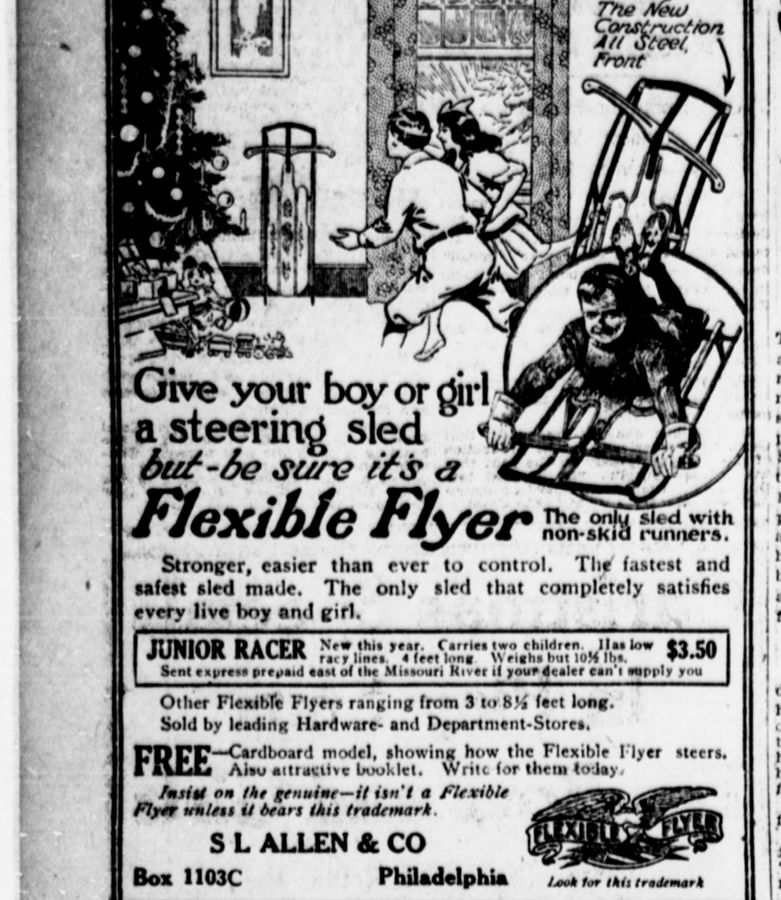 The New
Construction
All Steel
Front
Give your boy or girl
a steering sled
but-be sure it's a
Flexible Flyer
The only sled with
non-skid runners.
Stronger, easier than ever to control. The fastest and
safest sled made. The only sled that completely satisfies
every live boy and girl.
JUNIOR RACER
New this year. Carries two children. Has low
racy lines. 4 feet long. Weighs but 10½ lbs.
$3.50
Sent express prepaid east of the Missouri River if your dealer can't supply you
Other Flexible Flyers ranging from 3 to 8½ feet long.
Sold by leading Hardware- and Department-Stores.
FREE—Cardboard model, showing how the Flexible Flyer steers.
Also attractive booklet. Write for them today.
Insist on the genuine—it isn't a Flexible
Flyer unless it bears this trademark.
FLEXIBLE FLYER
S L ALLEN & CO
Box 1103C Philadelphia
Look for this trademark